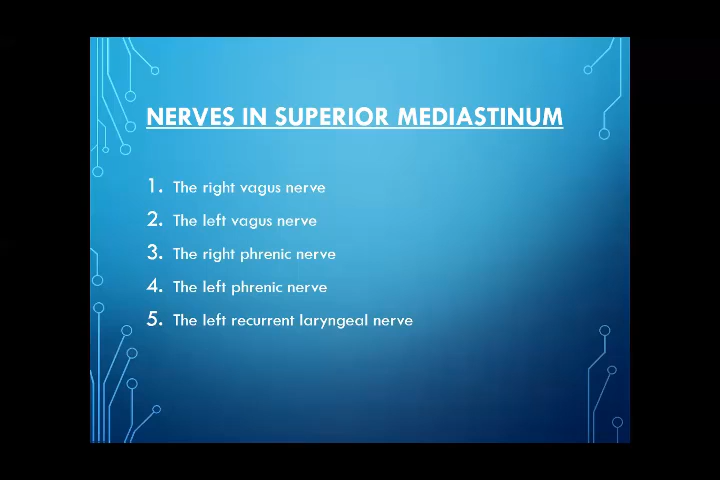 NERVES IN SUPERIOR MEDIASTINUM
1. The right vagus nerve
2. The left vagus nerve
3. The right phrenic nerve
4. The left phrenic nerve
5. The left recurrent laryngeal nerve